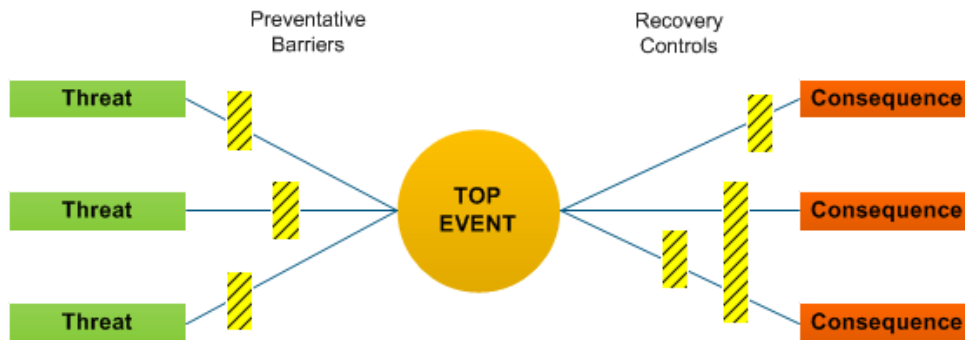 Preventative
Barriers
Recovery
Controls
Threat
Consequence
Threat
TOP
EVENT
Consequence
Threat
Consequence